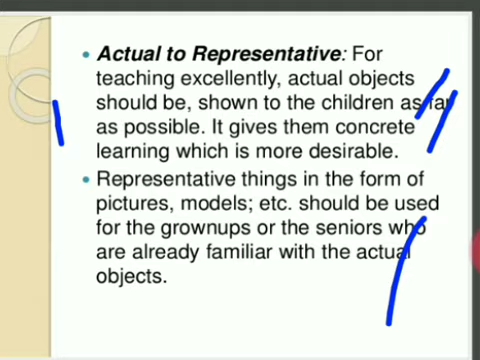 • Actual to Representative: For
teaching excellently, actual objects
should be, shown to the children as far
as possible. It gives them concrete
learning which is more desirable.
• Representative things in the form of
pictures, models; etc. should be used
for the grownups or the seniors who
are already familiar with the actual
objects.